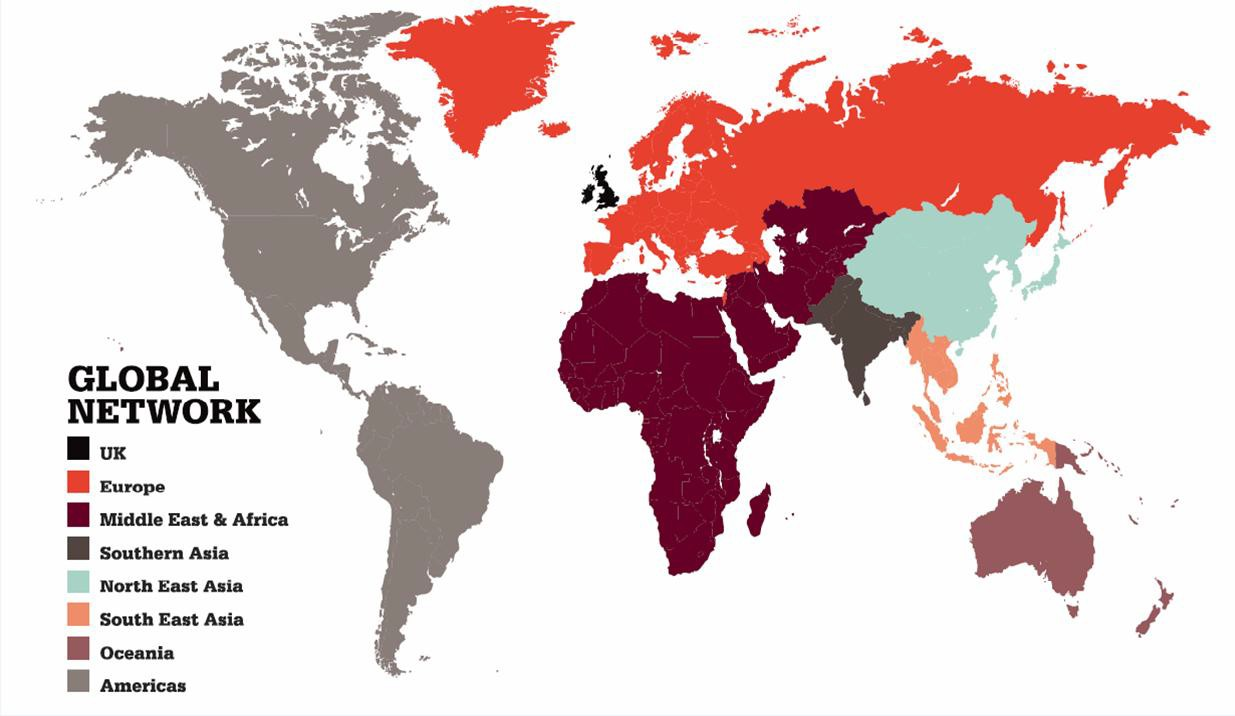 GLOBAL
NETWORK
UK
Europe
Middle East & Africa
Southern Asia
North East Asia
South East Asia
Oceania
Americas